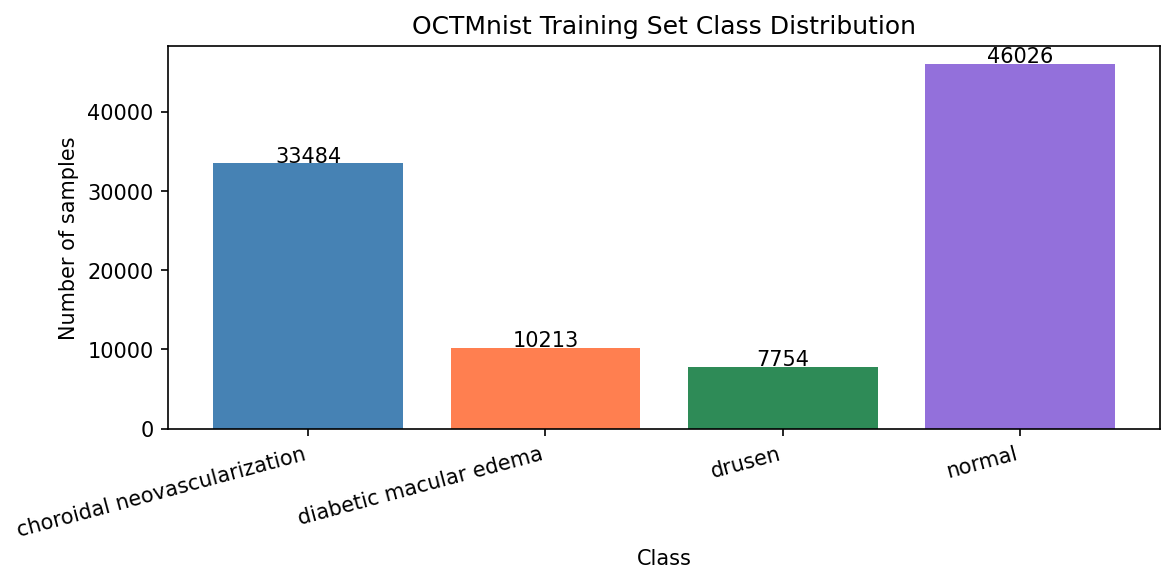 OCTMnist Training Set Class Distribution
Number of samples
40000
30000
20000
10000
0
33484
10213
7754
46026
choroidal neovascularization
diabetic macular edema
drusen
normal
Class